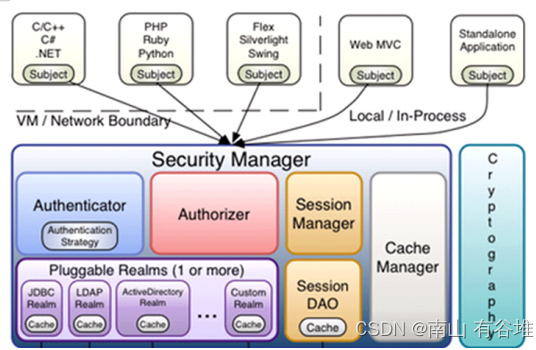 C/C++
C#
.NET
Subject
PHP
Ruby
Python
Subject
Flex
Silverlight
Swing
Subject
Web MVC
Subject
Standalone
Application
Subject
VM / Network Boundary
Local / In-Process
Security Manager
Authenticator
Authentication
Strategy
Authorizer
Session
Manager
Cache
Manager
Pluggable Realms (1 or more)
JDBC
Realm
Cache
LDAP
Realm
Cache
ActiveDirectory
Realm
Cache
...
Custom
Realm
Cache
Session
DAO
Cache
Cryptography
CSDN @南山 有谷堆